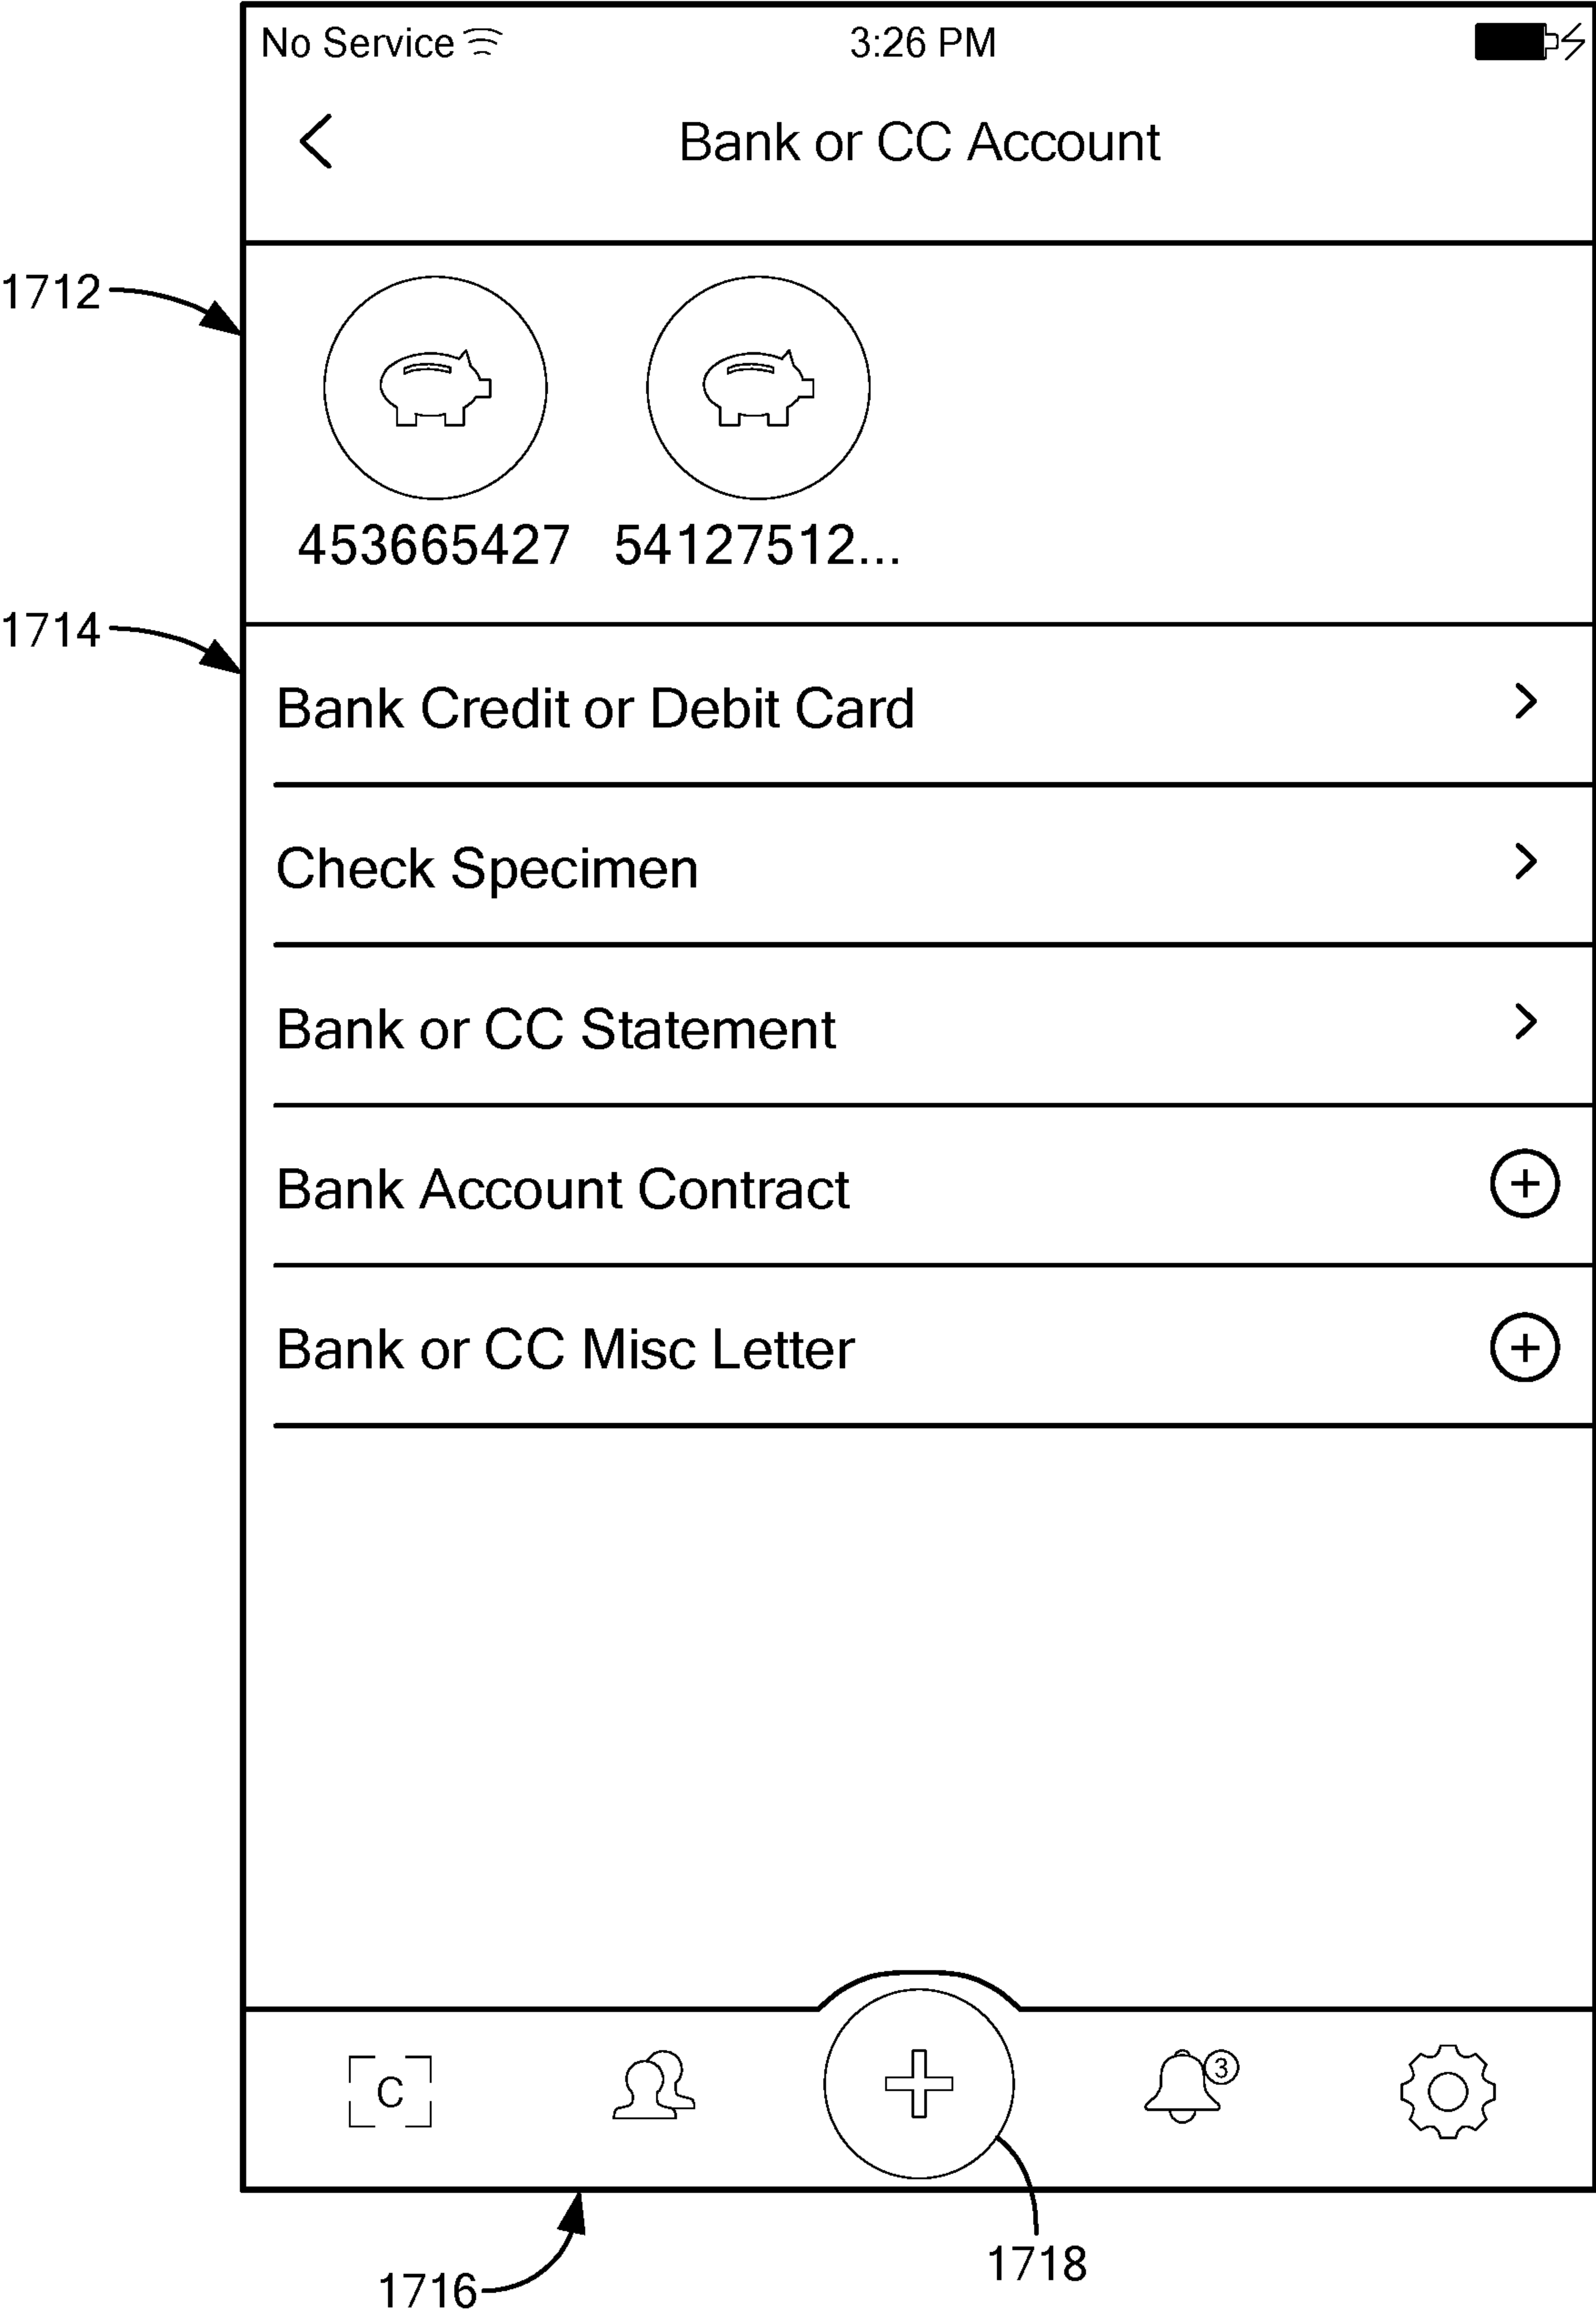 No Service 3:26 PM
Bank or CC Account
1712
453665427 54127512...
1714
Bank Credit or Debit Card
Check Specimen
Bank or CC Statement
Bank Account Contract
Bank or CC Misc Letter
C 3
1718
1716